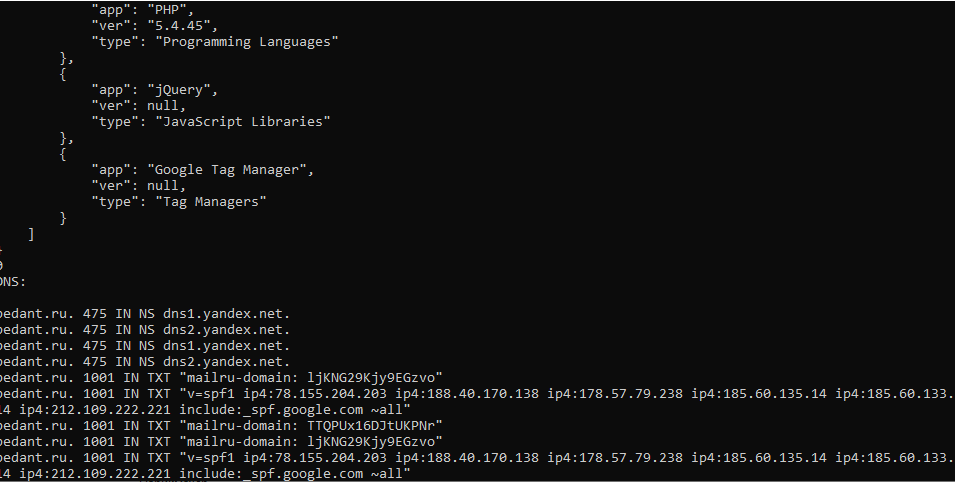 "app": "PHP",
"ver": "5.4.45",
"type": "Programming Languages"
},
{
"app": "jQuery",
"ver": null,
"type": "JavaScript Libraries"
},
{
"app": "Google Tag Manager",
"ver": null,
"type": "Tag Managers"
}
]
DNS:
pedant.ru. 475 IN NS dns1.yandex.net.
pedant.ru. 475 IN NS dns2.yandex.net.
pedant.ru. 475 IN NS dns1.yandex.net.
pedant.ru. 475 IN NS dns2.yandex.net.
pedant.ru. 1001 IN TXT "mailru-domain: ljKNG29Kjy9EGzvo"
pedant.ru. 1001 IN TXT "v=spf1 ip4:78.155.204.203 ip4:188.40.170.138 ip4:178.57.79.238 ip4:185.60.135.14 ip4:185.60.133.
14 ip4:212.109.222.221 include:_spf.google.com ~all"
pedant.ru. 1001 IN TXT "mailru-domain: TTQPUx16DJtUKPNr"
pedant.ru. 1001 IN TXT "mailru-domain: ljKNG29Kjy9EGzvo"
pedant.ru. 1001 IN TXT "v=spf1 ip4:78.155.204.203 ip4:188.40.170.138 ip4:178.57.79.238 ip4:185.60.135.14 ip4:185.60.133.
14 ip4:212.109.222.221 include:_spf.google.com ~all"